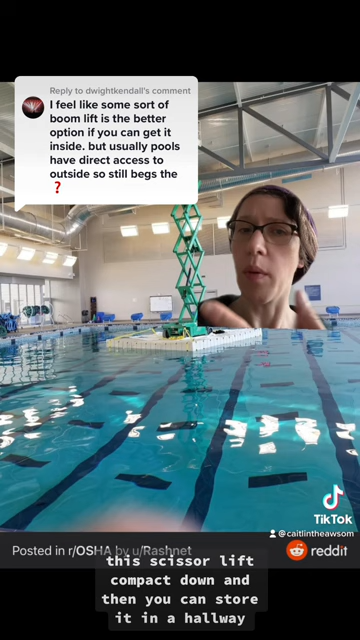 Reply to dwightkendall's comment
I feel like some sort of
boom lift is the better
option if you can get it
inside. but usually pools
have direct access to
outside so still begs the
❓
TikTok
@caitlintheawsom
Posted in r/OSHA by u/Rashnet
reddit
this scissor lift
compact down and
then you can store
it in a hallway